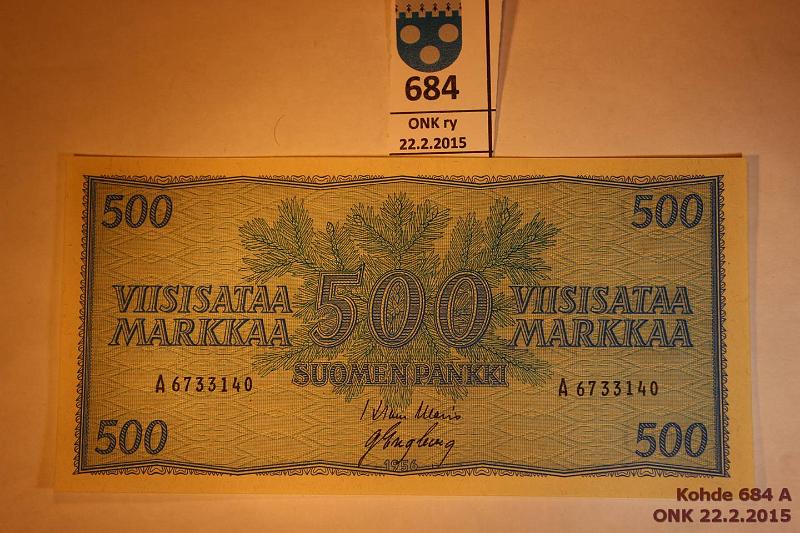 684
ONK ry
22.2.2015
500 500
VIISISATAA 500 VIISISATAA
MARKKAA MARKKAA
SUOMEN PANKKI
A 6733140 A 6733140
500 500
1956
Kohde 684 A
ONK 22.2.2015